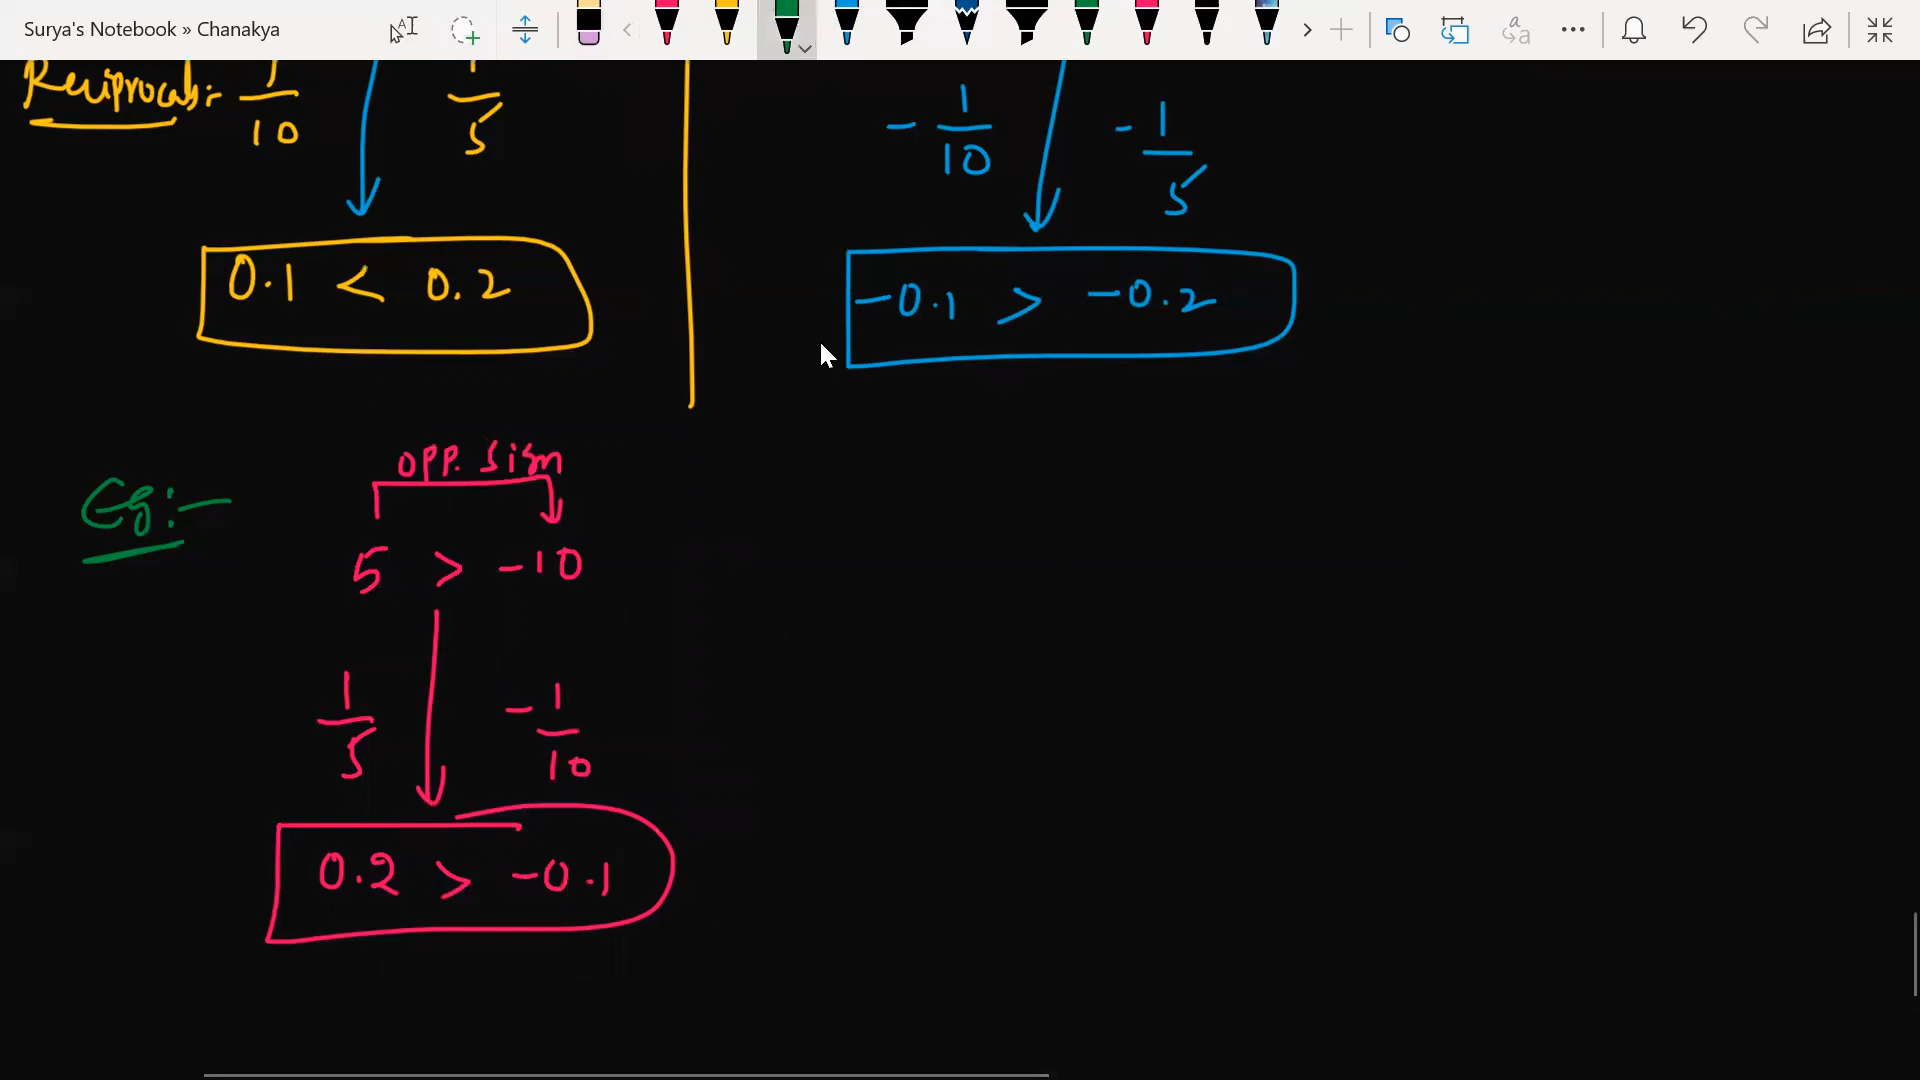 Surya's Notebook » Chanakya
Reciprocals:- 1/10 1/5
0.1 < 0.2
- 1/10 - 1/5
-0.1 > -0.2
OPP. Sign
Eg:-
5 > -10
1/5 - 1/10
0.2 > -0.1